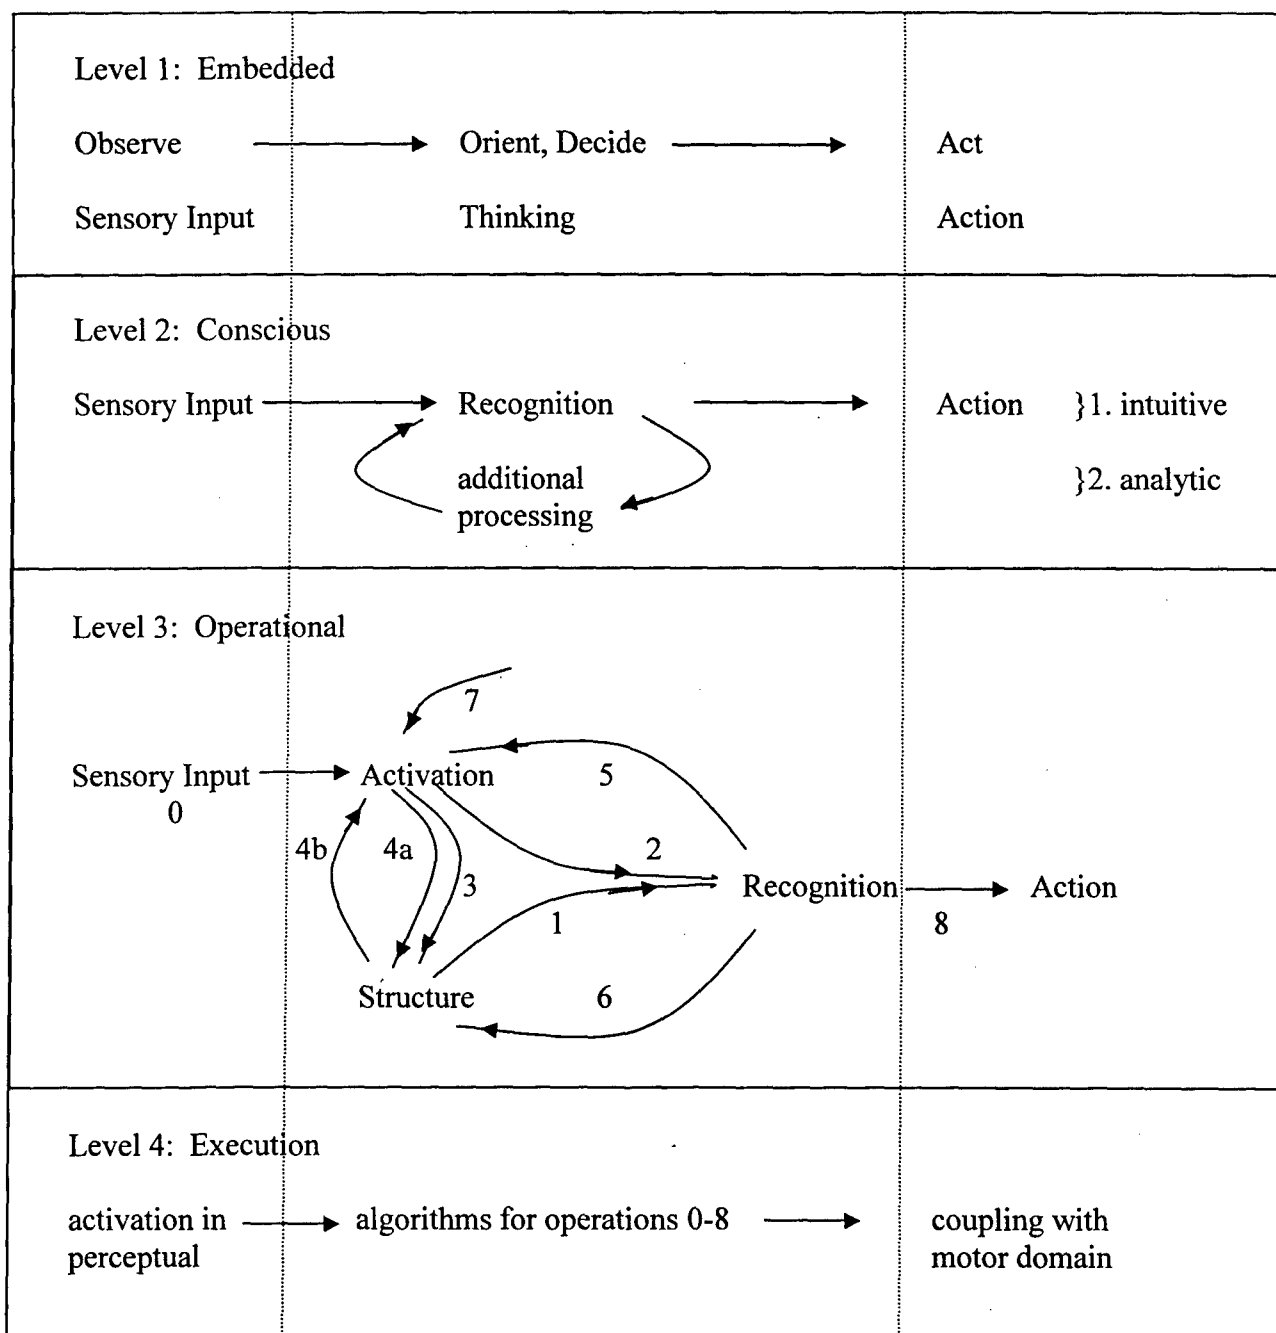 Level 1: Embedded
Observe Orient, Decide Act
Sensory Input Thinking Action
Level 2: Conscious
Sensory Input Recognition Action }1. intuitive
additional }2. analytic
processing
Level 3: Operational
7
Sensory Input Activation 5
0
4b 4a 2
3 Recognition Action
1 8
Structure 6
Level 4: Execution
activation in algorithms for operations 0-8 coupling with
perceptual motor domain